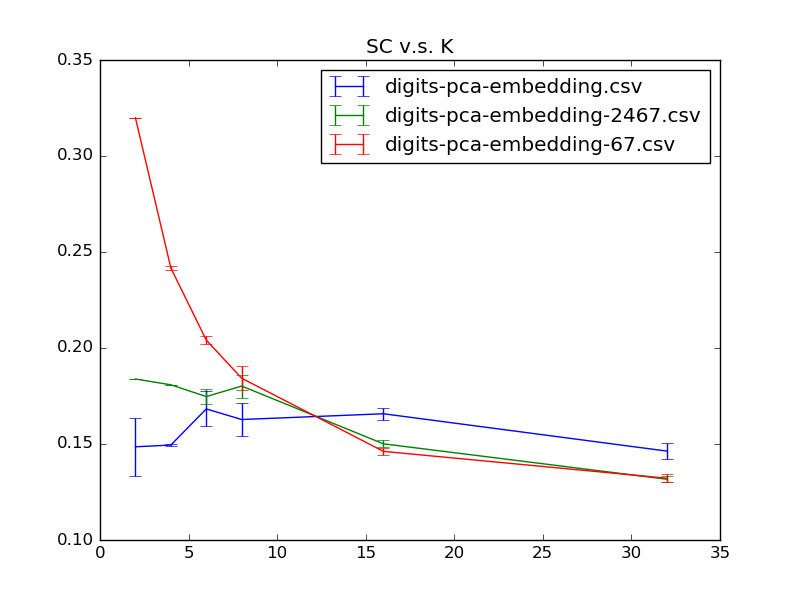 SC v.s. K
0.35
0.30
0.25
0.20
0.15
0.10
0 5 10 15 20 25 30 35
digits-pca-embedding.csv
digits-pca-embedding-2467.csv
digits-pca-embedding-67.csv